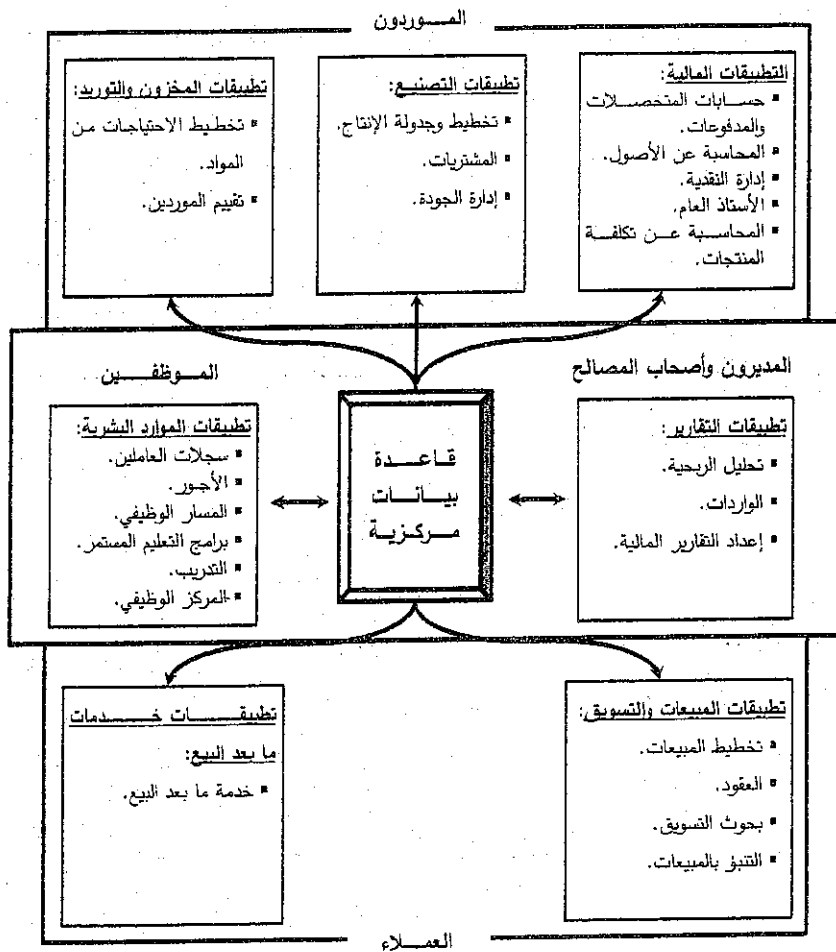 الموردون
التطبيقات المالية:
▪ حسابات المتحصلات
والمدفوعات.
▪ المحاسبة عن الأصول.
▪ إدارة النقدية.
▪ الأستاذ العام.
▪ المحاسبة عن تكلفة
المنتجات.
تطبيقات التصنيع:
▪ تخطيط وجدولة الإنتاج.
▪ المشتريات.
▪ إدارة الجودة.
تطبيقات المخزون والتوريد:
▪ تخطيط الاحتياجات من
المواد.
▪ تقييم الموردين.
المديرون وأصحاب المصالح
تطبيقات التقارير:
▪ تحليل الربحية.
▪ الواردات.
▪ إعداد التقارير المالية.
قاعدة
بيانات
مركزية
الموظفين
تطبيقات الموارد البشرية:
▪ سجلات العاملين.
▪ الأجور.
▪ المسار الوظيفي.
▪ برامج التعليم المستمر.
▪ التدريب.
▪ المركز الوظيفي.
تطبيقات المبيعات والتسويق:
▪ تخطيط المبيعات.
▪ العقود.
▪ بحوث التسويق.
▪ التنبؤ بالمبيعات.
تطبيقات خدمات
ما بعد البيع:
▪ خدمة ما بعد البيع.
العملاء